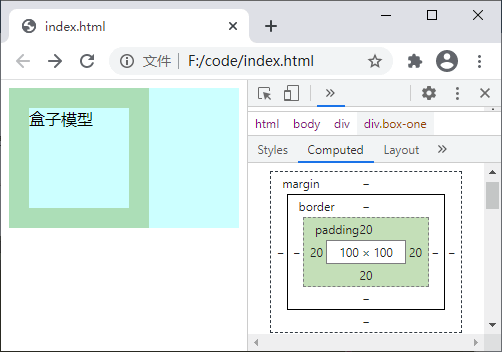 index.html
文件 F:/code/index.html
盒子模型
html body div div.box-one
Styles Computed Filter
margin –
border –
padding20
– – 20 100 × 100 20 – –
20
–
–